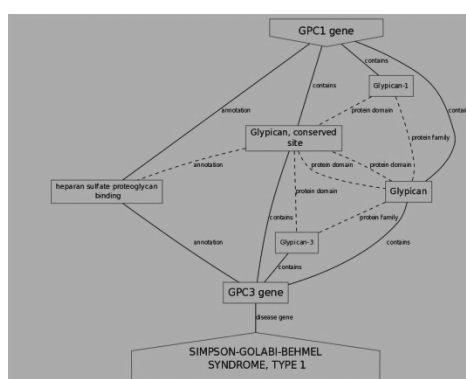 GPC1 gene
contains
contains
Glypican-1
contai
annotation
protein domain
Glypican, conserved
site
protein family
annotation
protein domain
protein domain
heparan sulfate proteoglycan
binding
protein domain
Glypican
contains
protein family
Glypican-3
annotation
contains
contains
GPC3 gene
disease gene
SIMPSON-GOLABI-BEHMEL
SYNDROME, TYPE 1